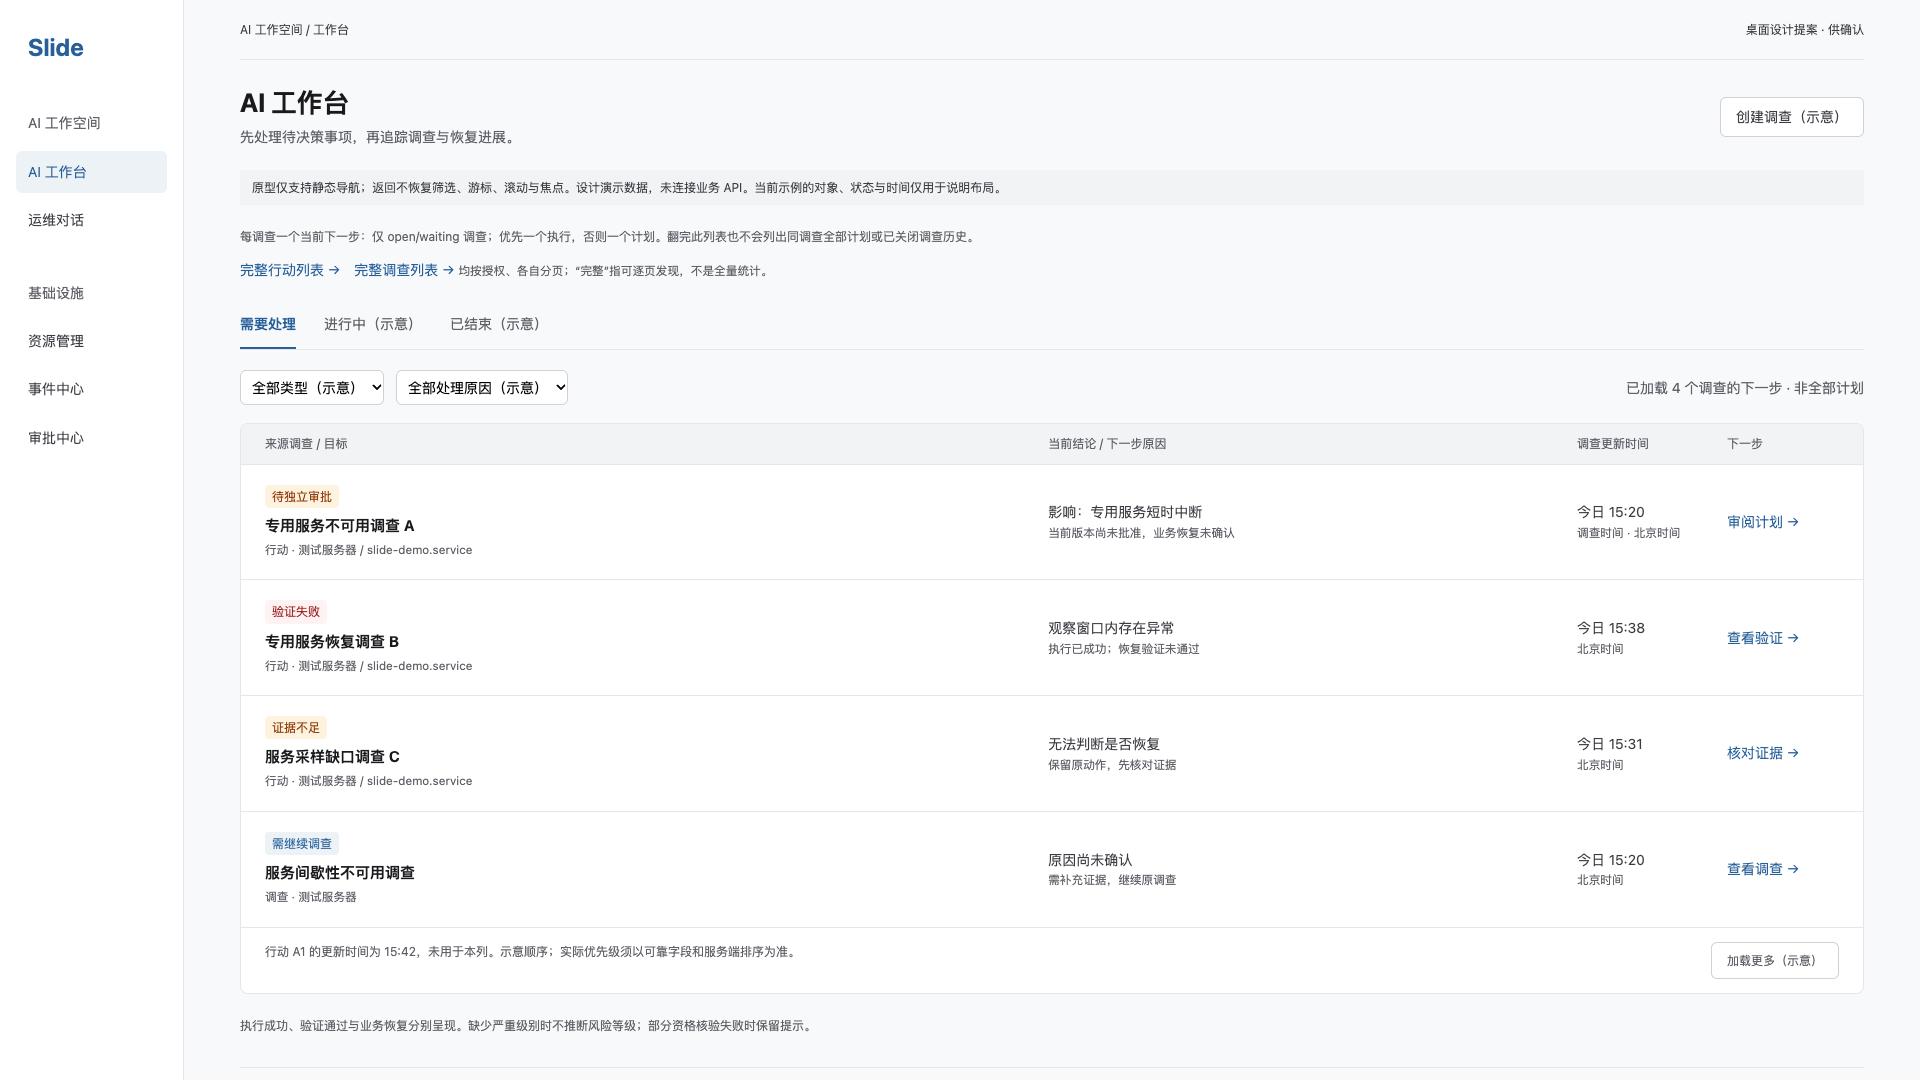 Slide
AI 工作空间
AI 工作台
运维对话
基础设施
资源管理
事件中心
审批中心
AI 工作空间 / 工作台
桌面设计提案 · 供确认
AI 工作台
先处理待决策事项，再追踪调查与恢复进展。
创建调查（示意）
原型仅支持静态导航；返回不恢复筛选、游标、滚动与焦点。设计演示数据，未连接业务 API。当前示例的对象、状态与时间仅用于说明布局。
每调查一个当前下一步：仅 open/waiting 调查；优先一个执行，否则一个计划。翻完此列表也不会列出同调查全部计划或已关闭调查历史。
完整行动列表 → 完整调查列表 → 均按授权、各自分页；“完整”指可逐页发现，不是全量统计。
需要处理 进行中（示意） 已结束（示意）
全部类型（示意） 全部处理原因（示意）
已加载 4 个调查的下一步 · 非全部计划
来源调查 / 目标 当前结论 / 下一步原因 调查更新时间 下一步
待独立审批
专用服务不可用调查 A
行动 · 测试服务器 / slide-demo.service
影响：专用服务短时中断
当前版本尚未批准，业务恢复未确认
今日 15:20
调查时间 · 北京时间
审阅计划 →
验证失败
专用服务恢复调查 B
行动 · 测试服务器 / slide-demo.service
观察窗口内存在异常
执行已成功；恢复验证未通过
今日 15:38
北京时间
查看验证 →
证据不足
服务采样缺口调查 C
行动 · 测试服务器 / slide-demo.service
无法判断是否恢复
保留原动作，先核对证据
今日 15:31
北京时间
核对证据 →
需继续调查
服务间歇性不可用调查
调查 · 测试服务器
原因尚未确认
需补充证据，继续原调查
今日 15:20
北京时间
查看调查 →
行动 A1 的更新时间为 15:42，未用于本列。示意顺序；实际优先级须以可靠字段和服务端排序为准。
加载更多（示意）
执行成功、验证通过与业务恢复分别呈现。缺少严重级别时不推断风险等级；部分资格核验失败时保留提示。